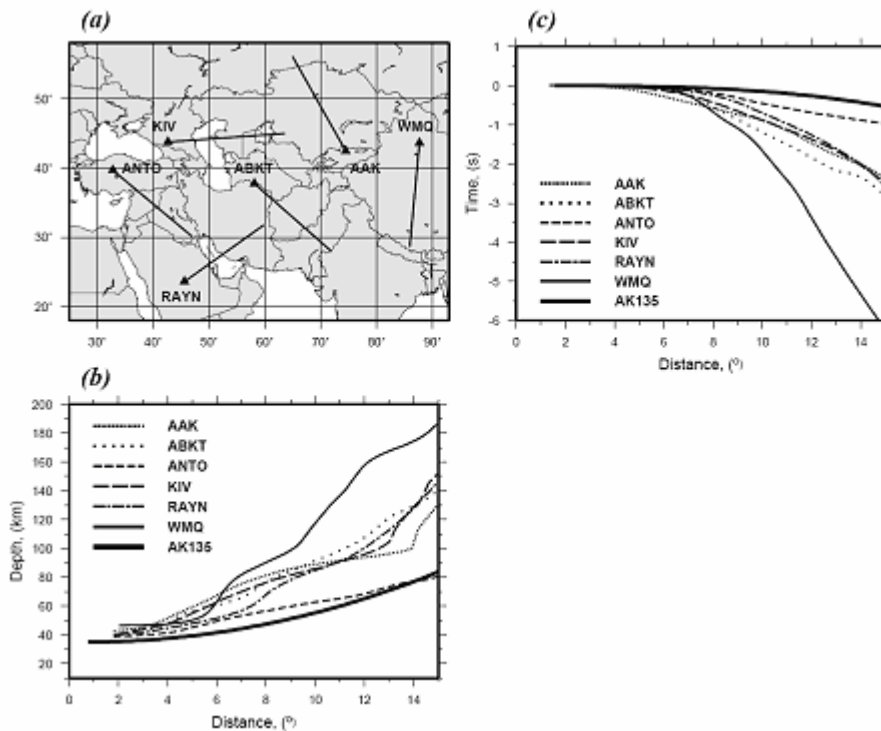 (a)
50˚
40˚
30˚
20˚
30˚ 40˚ 50˚ 60˚ 70˚ 80˚ 90˚
KIV
WMQ
ANTO
ABKT
AAK
RAYN
(c)
1
0
-1
-2
-3
-4
-5
-6
Time, (s)
AAK
ABKT
ANTO
KIV
RAYN
WMQ
AK135
0 2 4 6 8 10 12 14
Distance, (º)
(b)
200
180
160
140
120
100
80
60
40
20
Depth, (km)
AAK
ABKT
ANTO
KIV
RAYN
WMQ
AK135
0 2 4 6 8 10 12 14
Distance, (º)